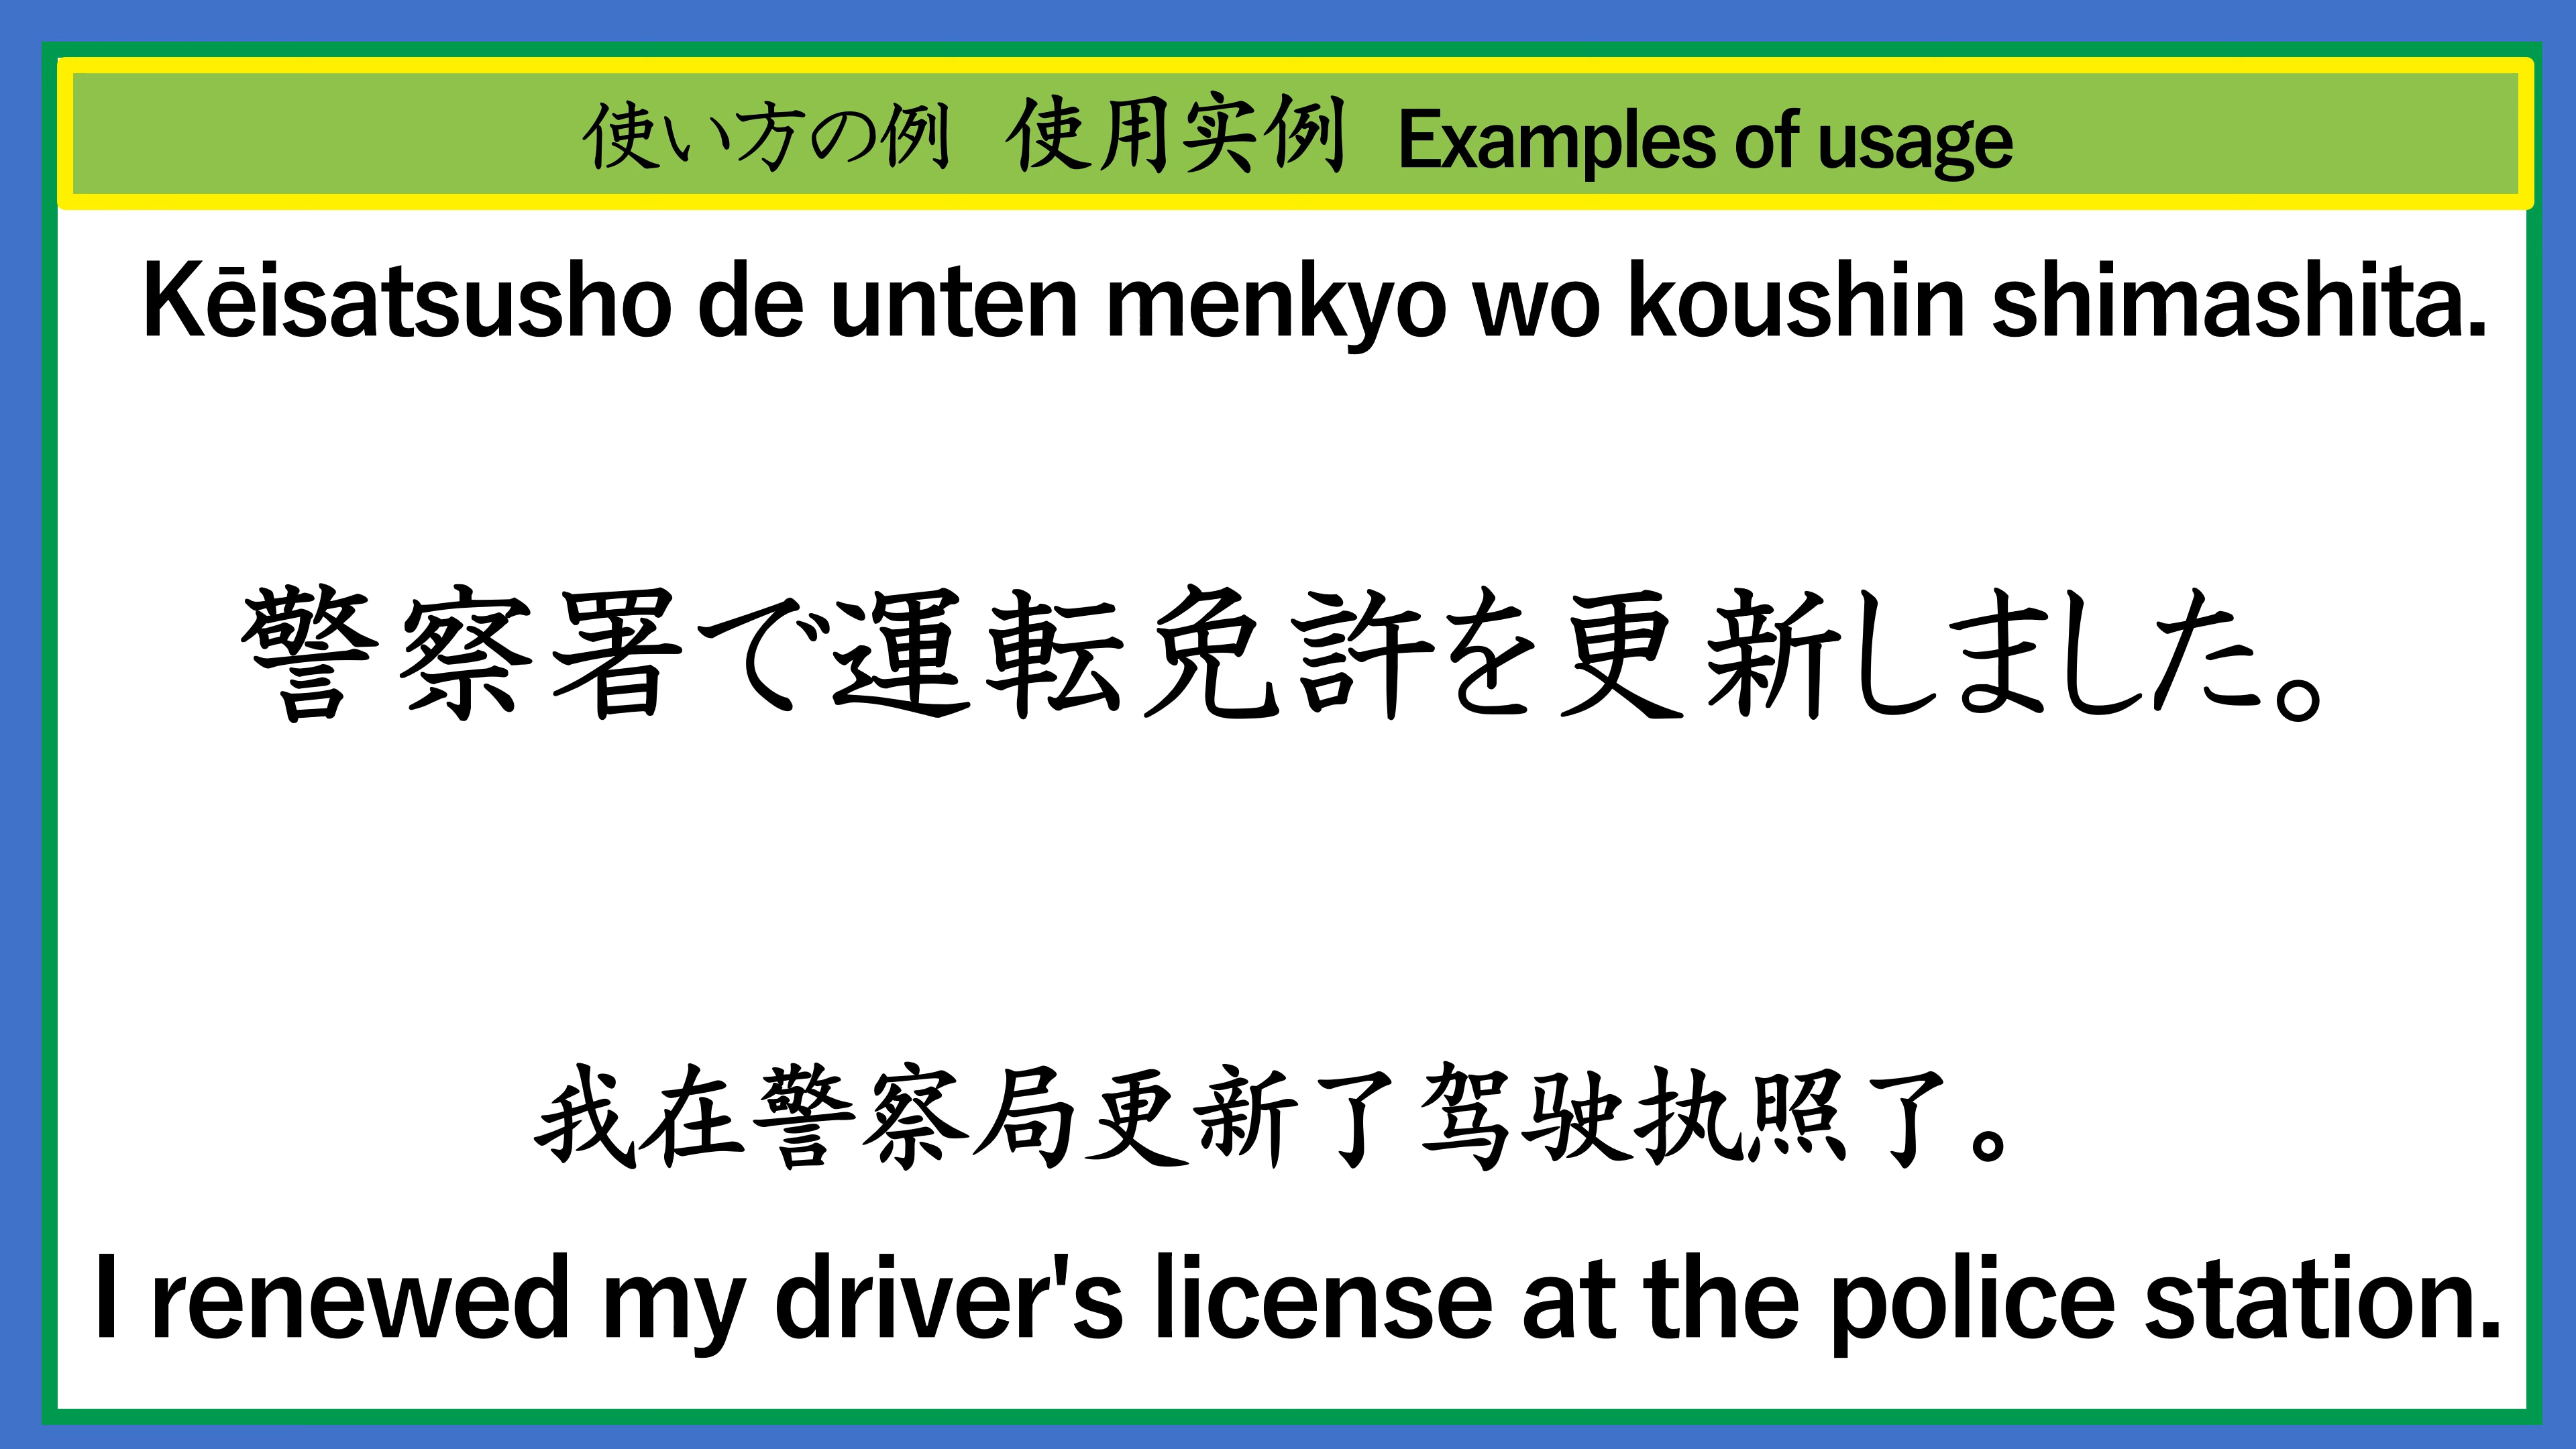 使い方の例 使用实例 Examples of usage
Kēisatsusho de unten menkyo wo koushin shimashita.
警察署で運転免許を更新しました。
我在警察局更新了驾驶执照了。
I renewed my driver's license at the police station.